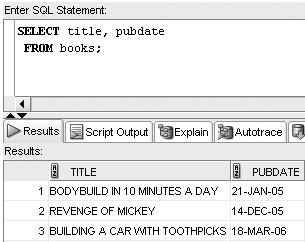 Enter SQL Statement:
SELECT title, pubdate
FROM books;
Results Script Output Explain Autotrace
Results:
TITLE PUBDATE
1 BODYBUILD IN 10 MINUTES A DAY 21-JAN-05
2 REVENGE OF MICKEY 14-DEC-05
3 BUILDING A CAR WITH TOOTHPICKS 18-MAR-06